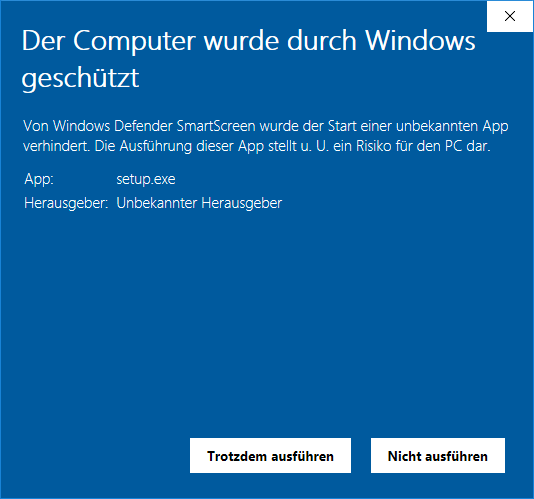 Der Computer wurde durch Windows
geschützt
Von Windows Defender SmartScreen wurde der Start einer unbekannten App
verhindert. Die Ausführung dieser App stellt u. U. ein Risiko für den PC dar.
App: setup.exe
Herausgeber: Unbekannter Herausgeber
Trotzdem ausführen Nicht ausführen